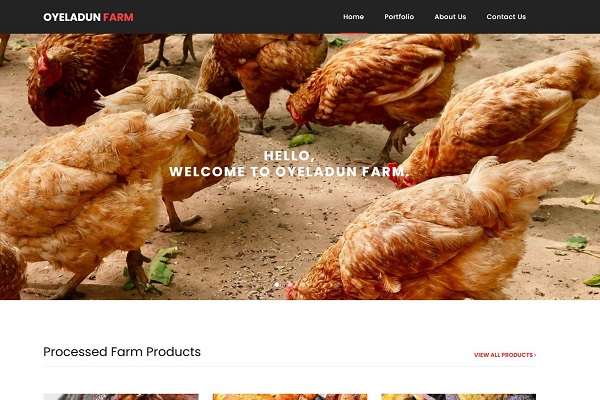 OYELADUN FARM
Home Portfolio About Us Contact Us
HELLO,
WELCOME TO OYELADUN FARM.
Processed Farm Products
VIEW ALL PRODUCTS ›